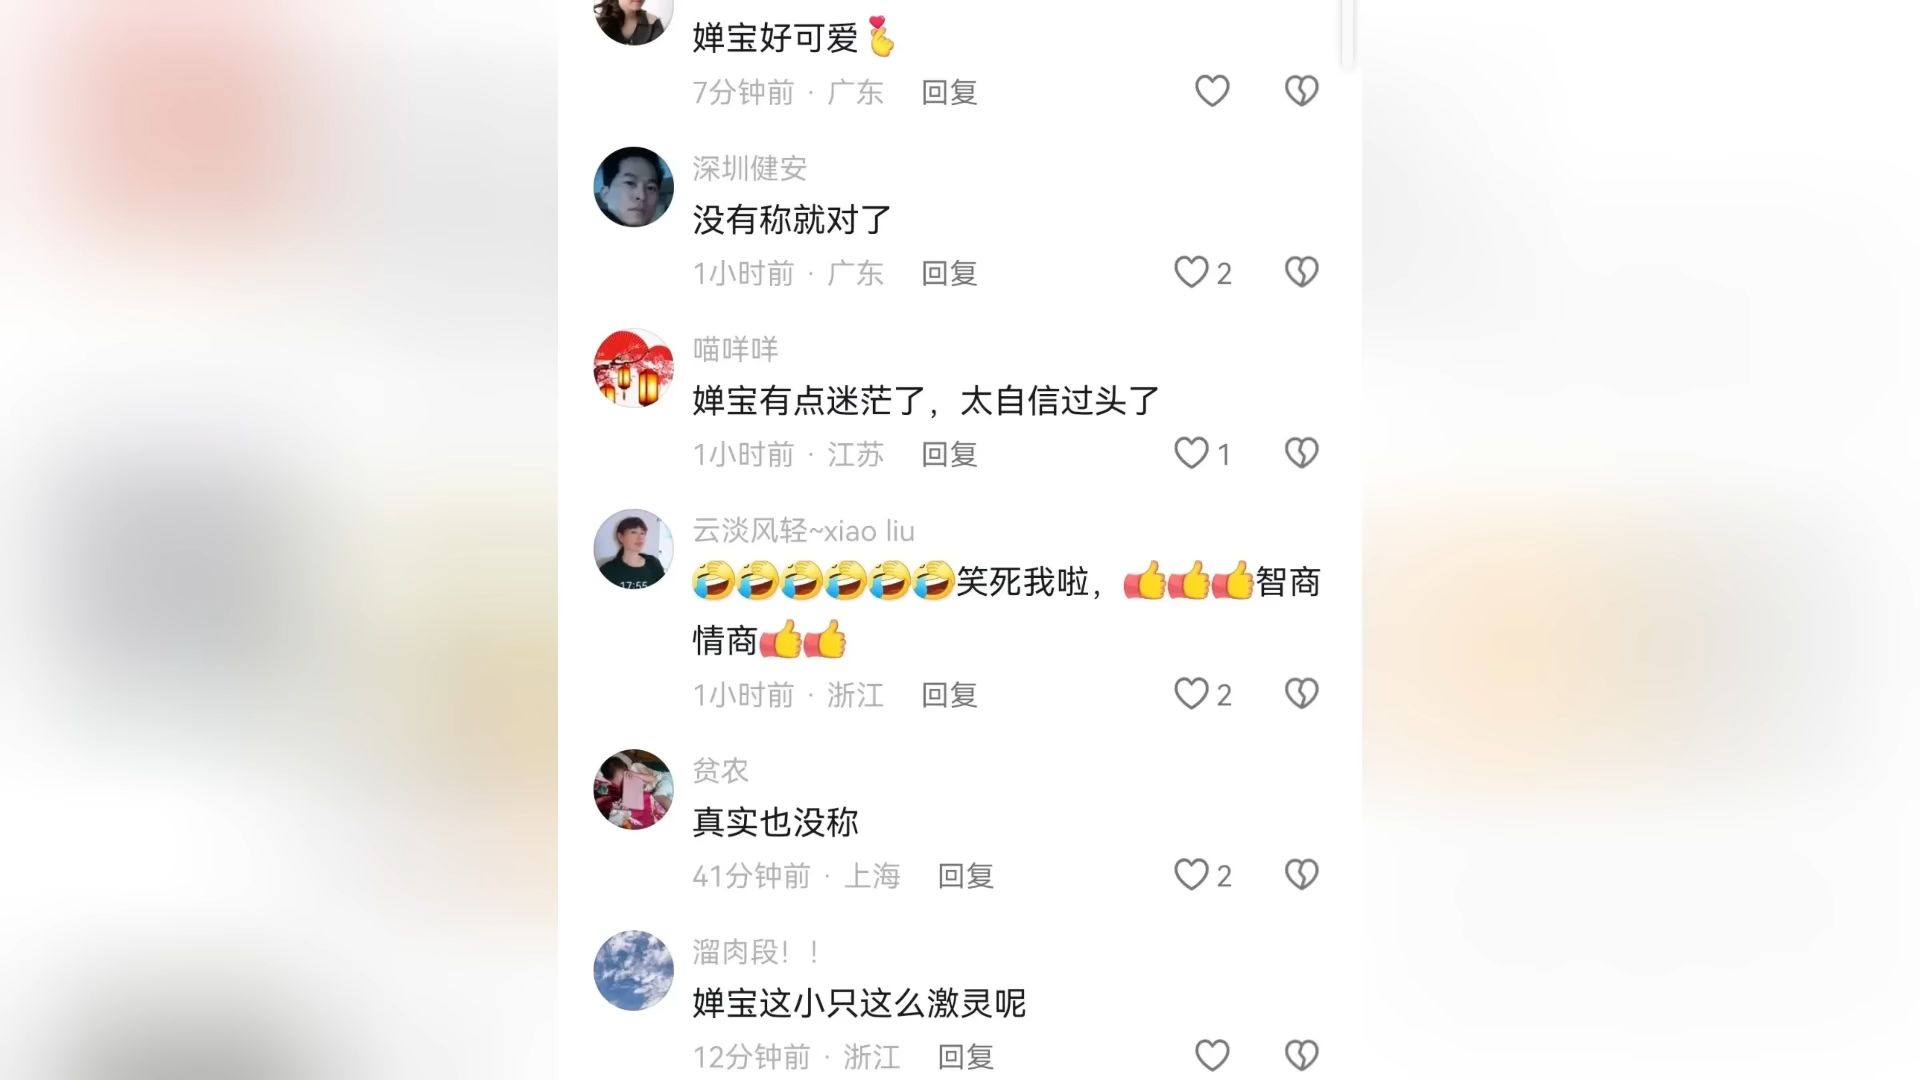 婵宝好可爱
7分钟前 · 广东 回复
深圳健安
没有称就对了
1小时前 · 广东 回复 2
喵咩咩
婵宝有点迷茫了，太自信过头了
1小时前 · 江苏 回复 1
云淡风轻~xiao liu
🤣🤣🤣🤣🤣🤣笑死我啦，👍👍👍智商
情商👍👍
17:55
1小时前 · 浙江 回复 2
贫农
真实也没称
41分钟前 · 上海 回复 2
溜肉段！！
婵宝这小只这么激灵呢
12分钟前 · 浙江 回复